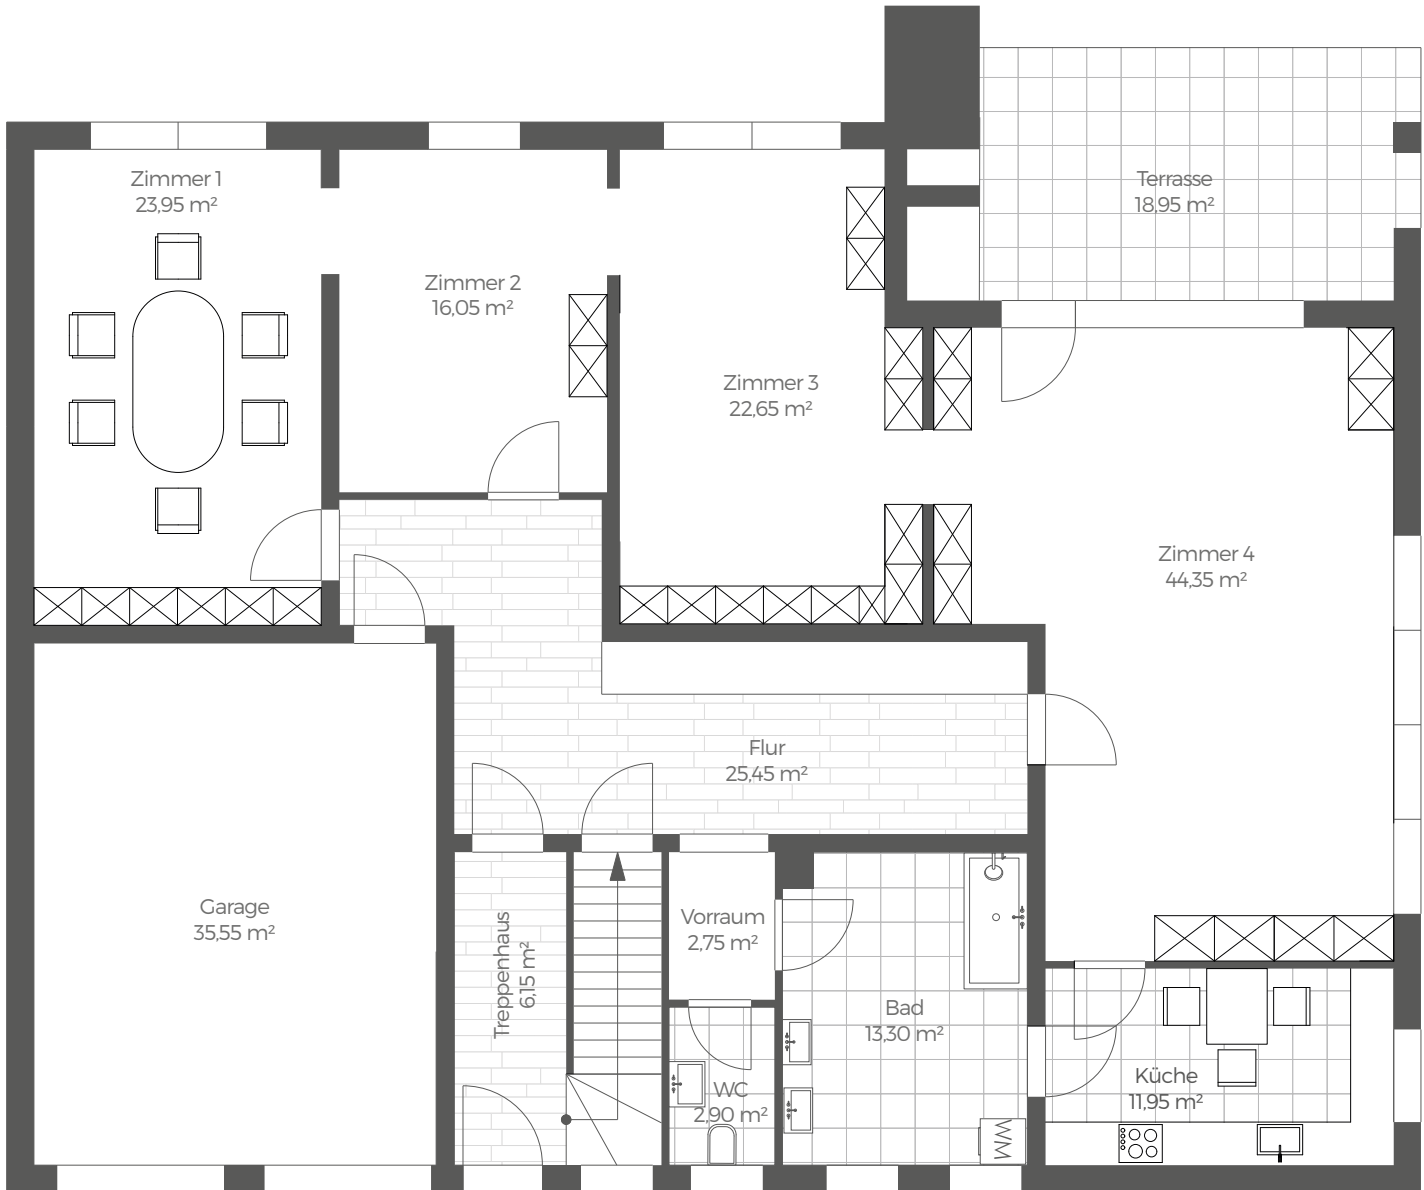 Zimmer 1
23,95 m²
Terrasse
18,95 m²
Zimmer 2
16,05 m²
Zimmer 3
22,65 m²
Zimmer 4
44,35 m²
Flur
25,45 m²
Garage
35,55 m²
Treppenhaus
6,15 m²
Vorraum
2,75 m²
Bad
13,30 m²
WC
2,90 m²
Küche
11,95 m²
WM